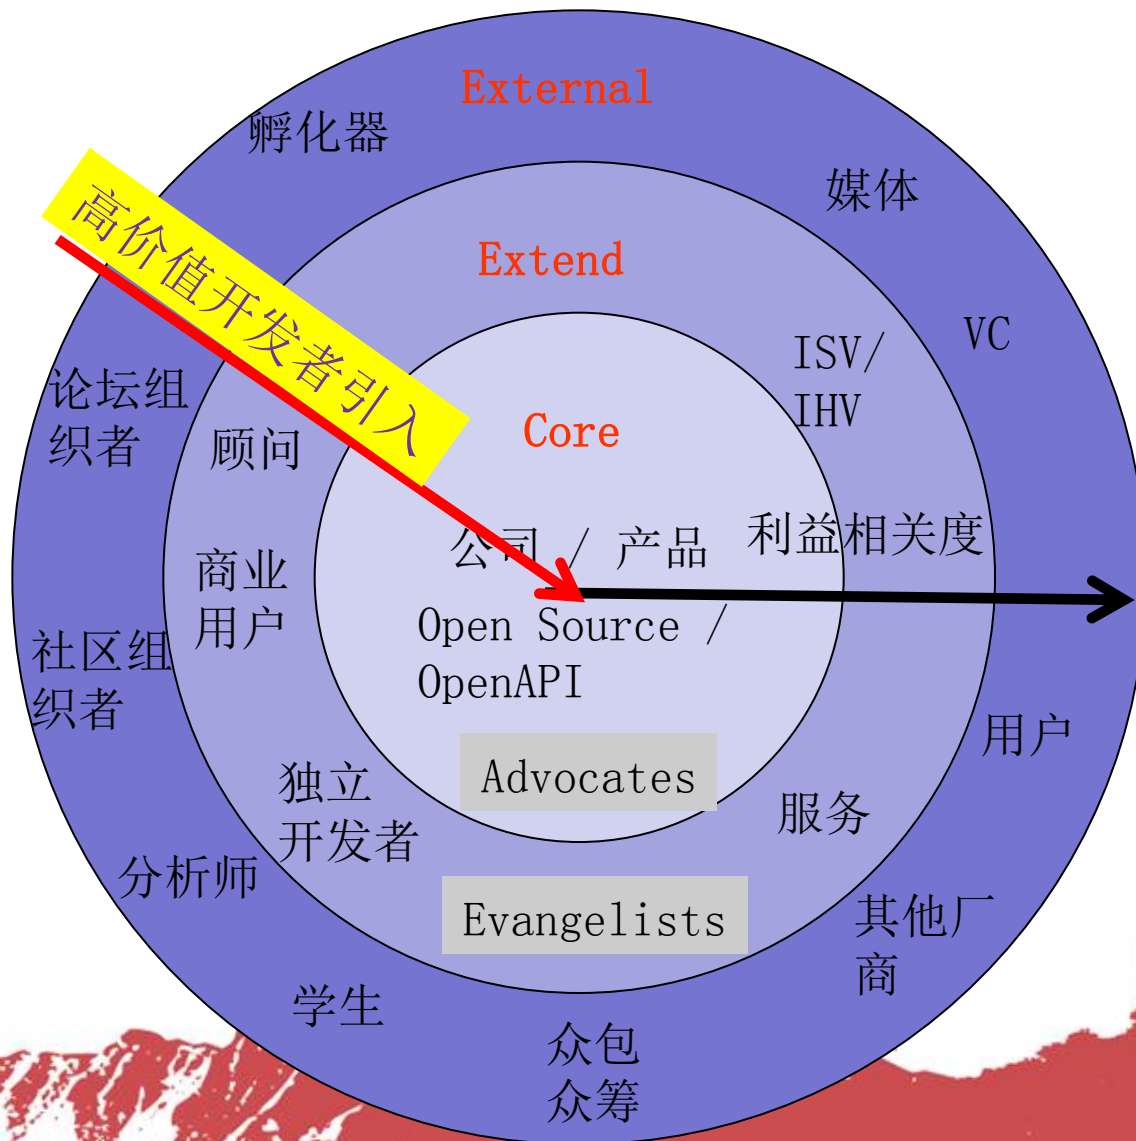 External
孵化器
媒体
高价值开发者引入
Extend
VC
ISV/
IHV
论坛组
织者
顾问
Core
公司 / 产品
利益相关度
商业
用户
Open Source /
OpenAPI
社区组
织者
用户
独立
开发者
Advocates
服务
分析师
Evangelists
其他厂
商
学生
众包
众筹